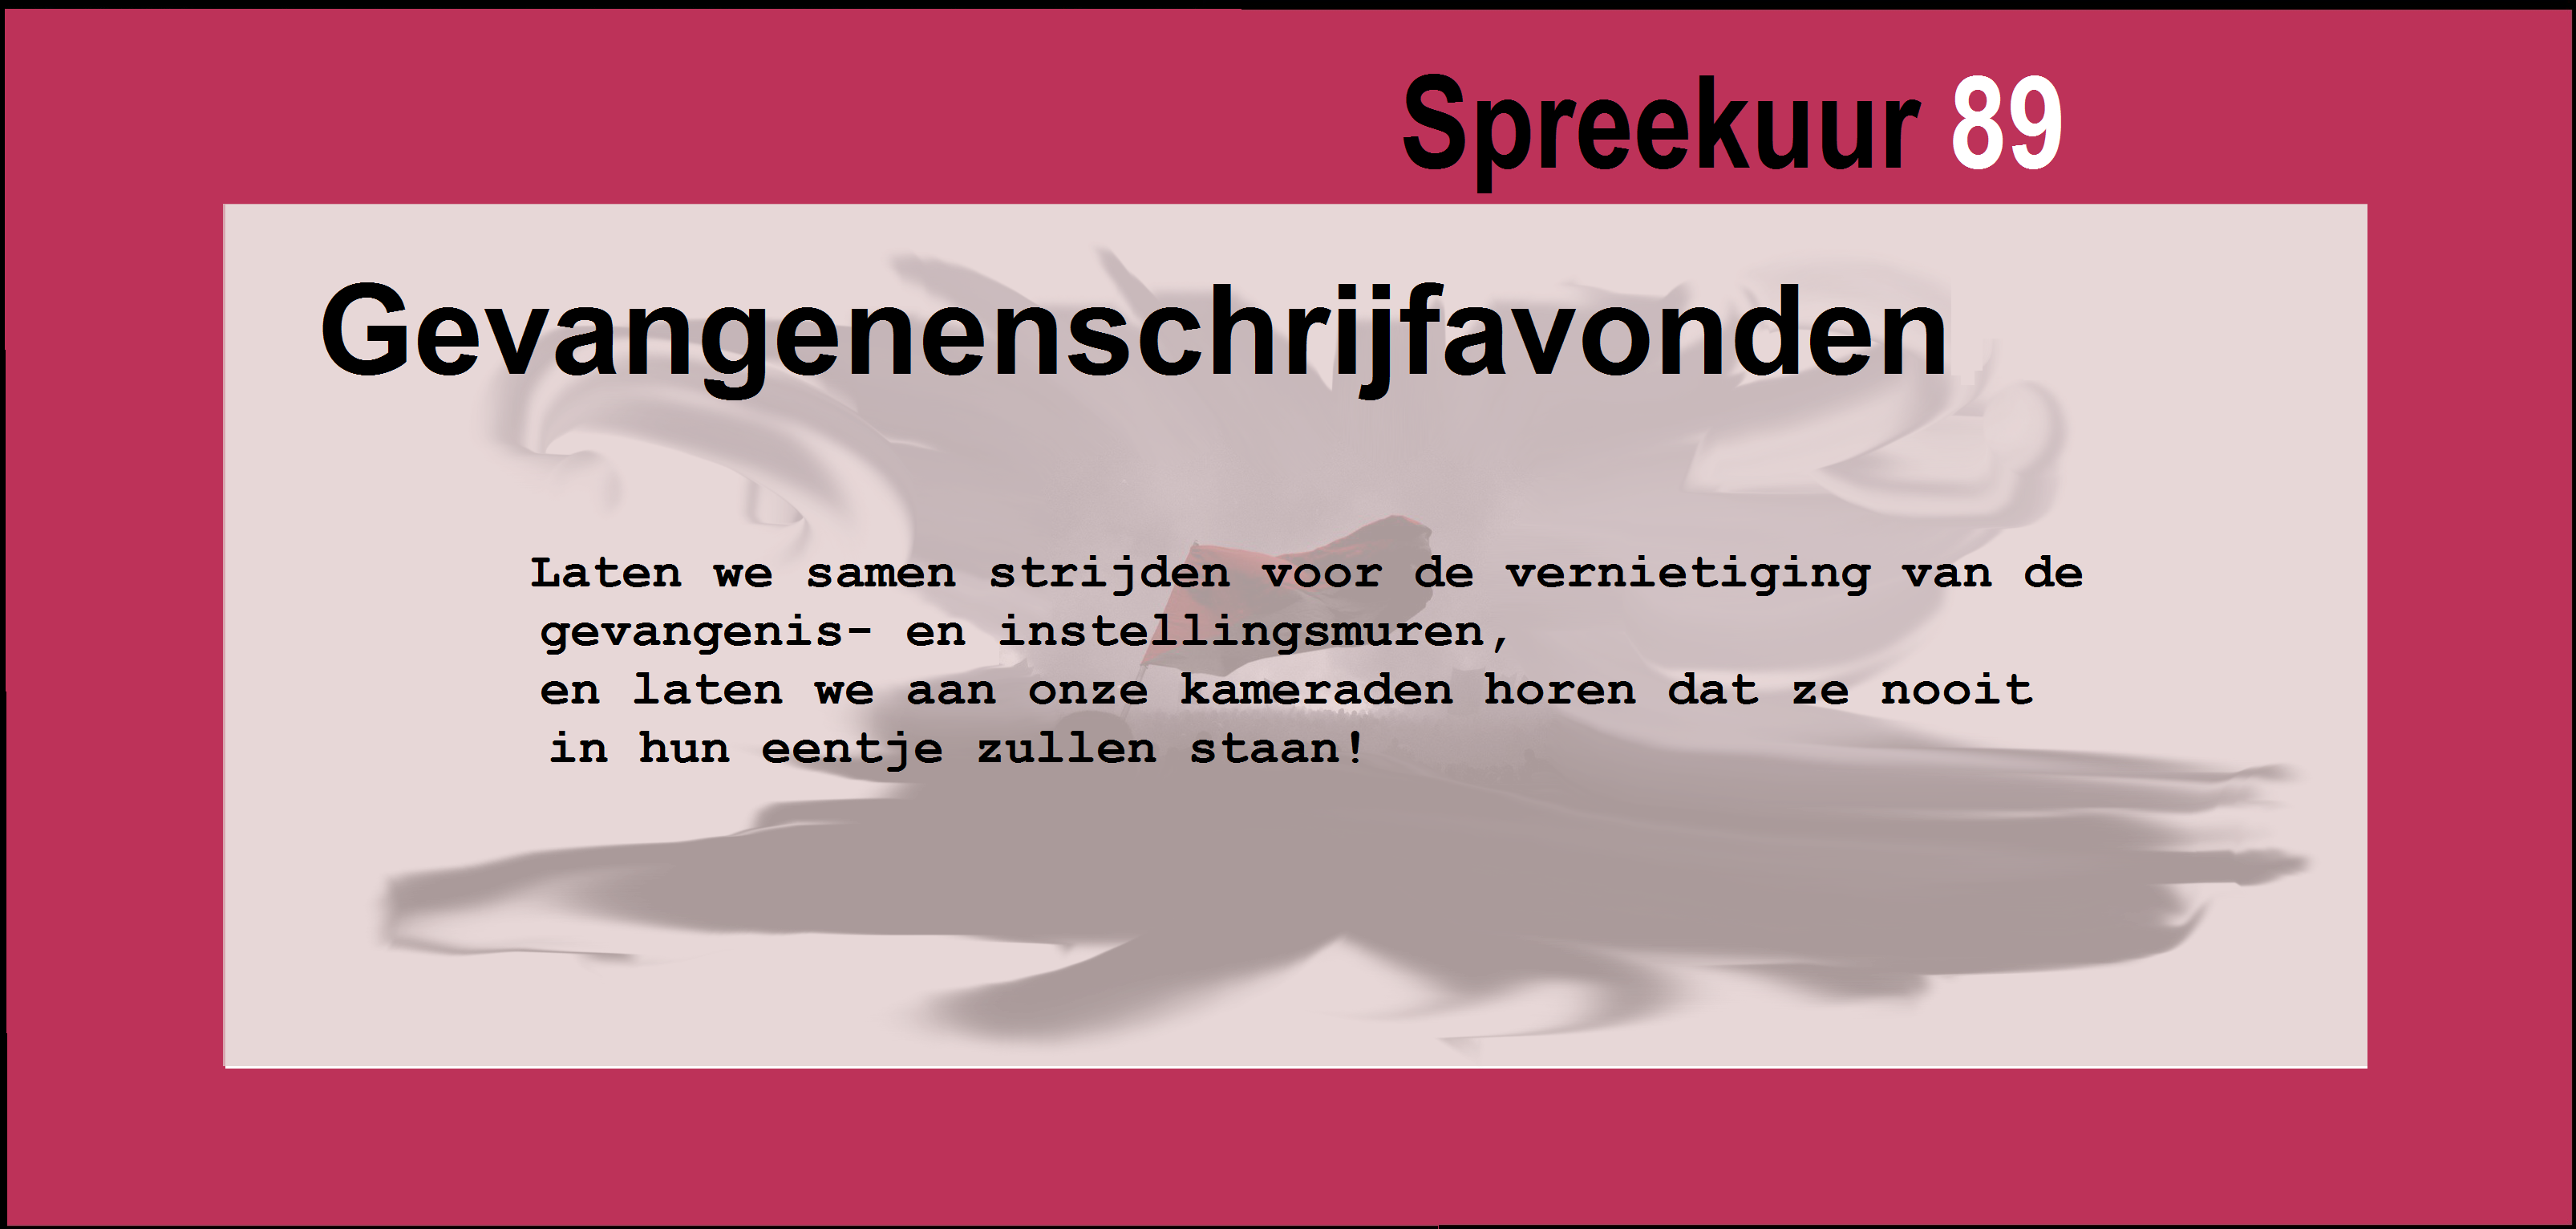 Spreekuur 89
Gevangenenschrijfavonden
Laten we samen strijden voor de vernietiging van de
gevangenis- en instellingsmuren,
en laten we aan onze kameraden horen dat ze nooit
in hun eentje zullen staan!